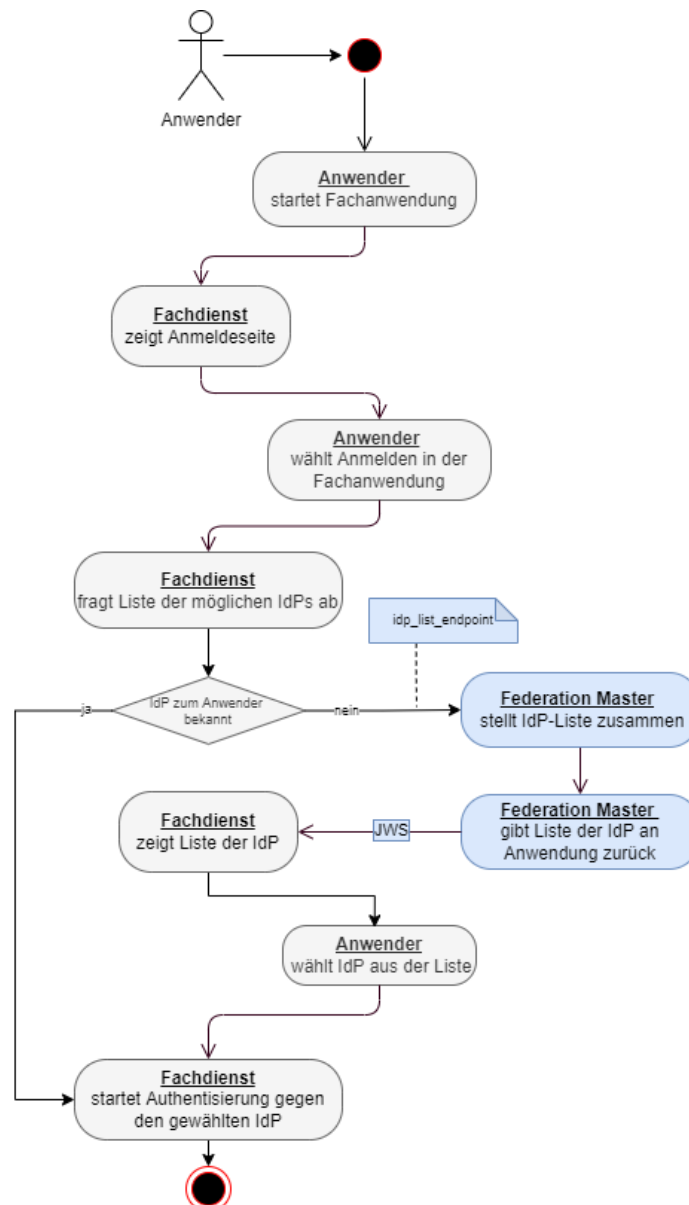 Anwender
Anwender
startet Fachanwendung
Fachdienst
zeigt Anmeldeseite
Anwender
wählt Anmelden in der
Fachanwendung
Fachdienst
fragt Liste der möglichen IdPs ab
idp_list_endpoint
IdP zum Anwender
bekannt
ja
nein
Federation Master
stellt IdP-Liste zusammen
Federation Master
gibt Liste der IdP an
Anwendung zurück
JWS
Fachdienst
zeigt Liste der IdP
Anwender
wählt IdP aus der Liste
Fachdienst
startet Authentisierung gegen
den gewählten IdP